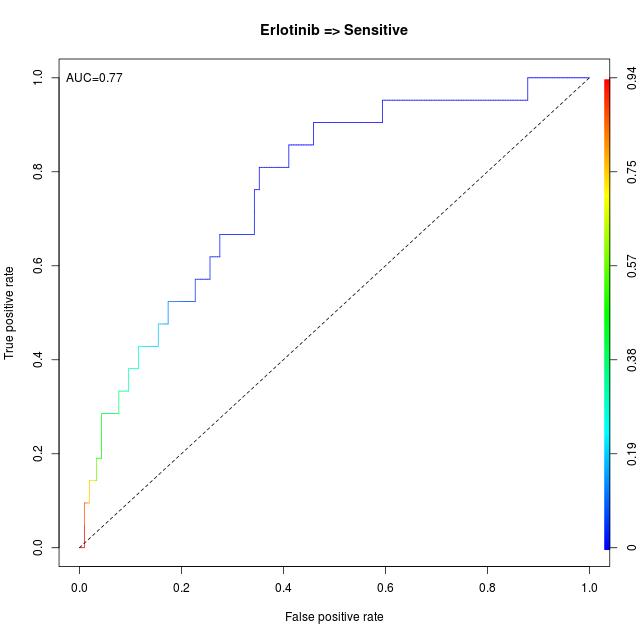 Erlotinib => Sensitive
AUC=0.77
True positive rate
1.0
0.8
0.6
0.4
0.2
0.0
0.94
0.75
0.57
0.38
0.19
0
0.0 0.2 0.4 0.6 0.8 1.0
False positive rate